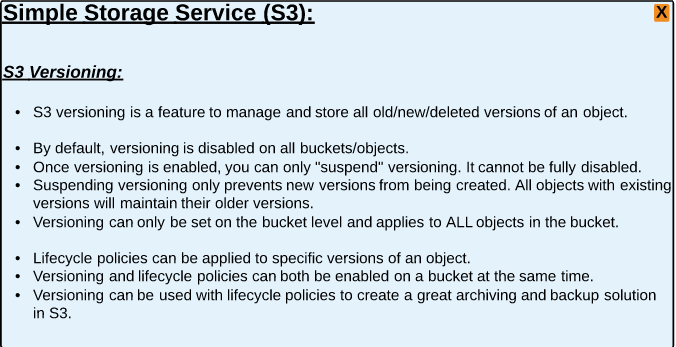 Simple Storage Service (S3):
X
S3 Versioning:
• S3 versioning is a feature to manage and store all old/new/deleted versions of an object.
• By default, versioning is disabled on all buckets/objects.
• Once versioning is enabled, you can only "suspend" versioning. It cannot be fully disabled.
• Suspending versioning only prevents new versions from being created. All objects with existing
versions will maintain their older versions.
• Versioning can only be set on the bucket level and applies to ALL objects in the bucket.
• Lifecycle policies can be applied to specific versions of an object.
• Versioning and lifecycle policies can both be enabled on a bucket at the same time.
• Versioning can be used with lifecycle policies to create a great archiving and backup solution
in S3.